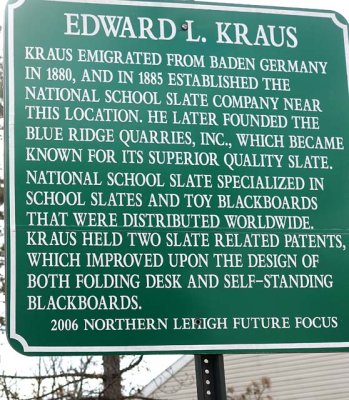 EDWARD L. KRAUS
KRAUS EMIGRATED FROM BADEN GERMANY
IN 1880, AND IN 1885 ESTABLISHED THE
NATIONAL SCHOOL SLATE COMPANY NEAR
THIS LOCATION. HE LATER FOUNDED THE
BLUE RIDGE QUARRIES, INC., WHICH BECAME
KNOWN FOR ITS SUPERIOR QUALITY SLATE.
NATIONAL SCHOOL SLATE SPECIALIZED IN
SCHOOL SLATES AND TOY BLACKBOARDS
THAT WERE DISTRIBUTED WORLDWIDE.
KRAUS HELD TWO SLATE RELATED PATENTS,
WHICH IMPROVED UPON THE DESIGN OF
BOTH FOLDING DESK AND SELF-STANDING
BLACKBOARDS.
2006 NORTHERN LEHIGH FUTURE FOCUS